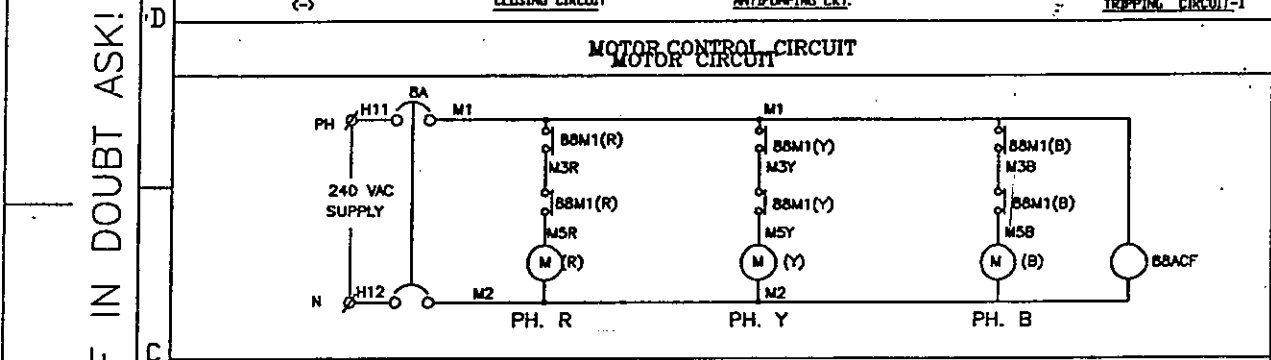 (-) CLOSING CIRCUIT TRIPPING CIRCUIT-1
D
IN DOUBT ASK!
MOTOR CONTROL CIRCUIT
MOTOR CIRCUIT
8A
PH H11 M1 M1
88M1(R) 88M1(Y) 88M1(B)
M3R M3Y M3B
240 VAC
SUPPLY
88M1(R) 88M1(Y) 88M1(B)
M5R M5Y M5B
M (R) M (Y) M (B) 88ACF
N H12 M2 M2
PH. R PH. Y PH. B
C